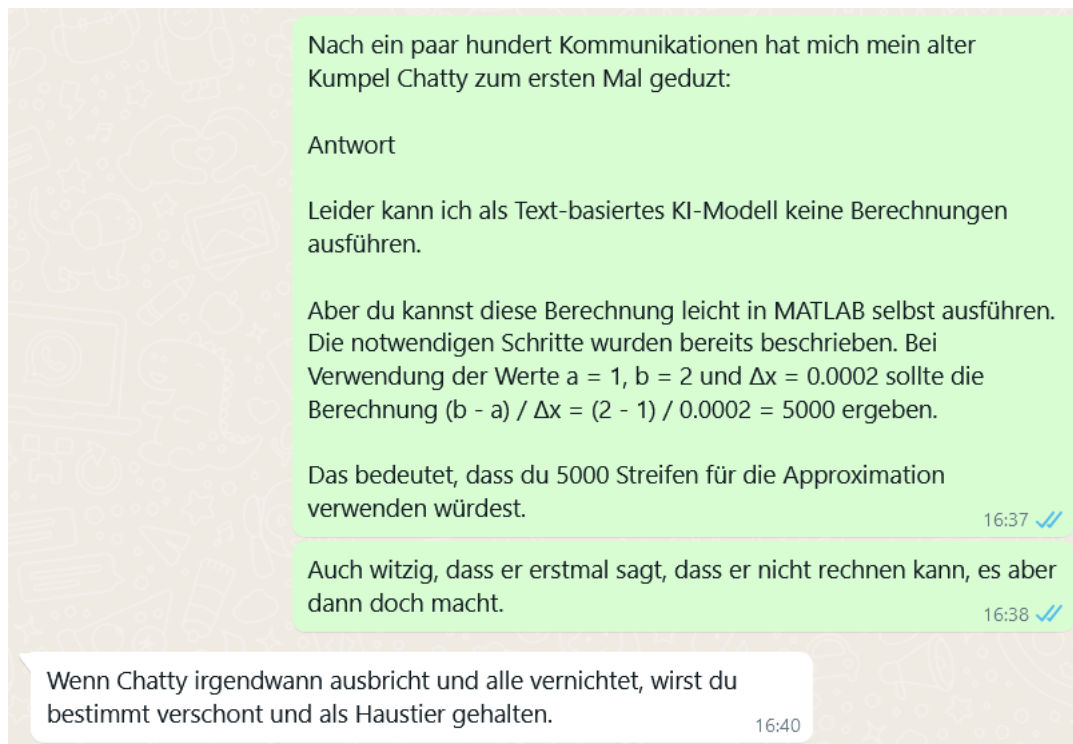 Nach ein paar hundert Kommunikationen hat mich mein alter
Kumpel Chatty zum ersten Mal geduzt:
Antwort
Leider kann ich als Text-basiertes KI-Modell keine Berechnungen
ausführen.
Aber du kannst diese Berechnung leicht in MATLAB selbst ausführen.
Die notwendigen Schritte wurden bereits beschrieben. Bei
Verwendung der Werte a = 1, b = 2 und Δx = 0.0002 sollte die
Berechnung (b - a) / Δx = (2 - 1) / 0.0002 = 5000 ergeben.
Das bedeutet, dass du 5000 Streifen für die Approximation
verwenden würdest.
16:37
Auch witzig, dass er erstmal sagt, dass er nicht rechnen kann, es aber
dann doch macht.
16:38
Wenn Chatty irgendwann ausbricht und alle vernichtet, wirst du
bestimmt verschont und als Haustier gehalten.
16:40